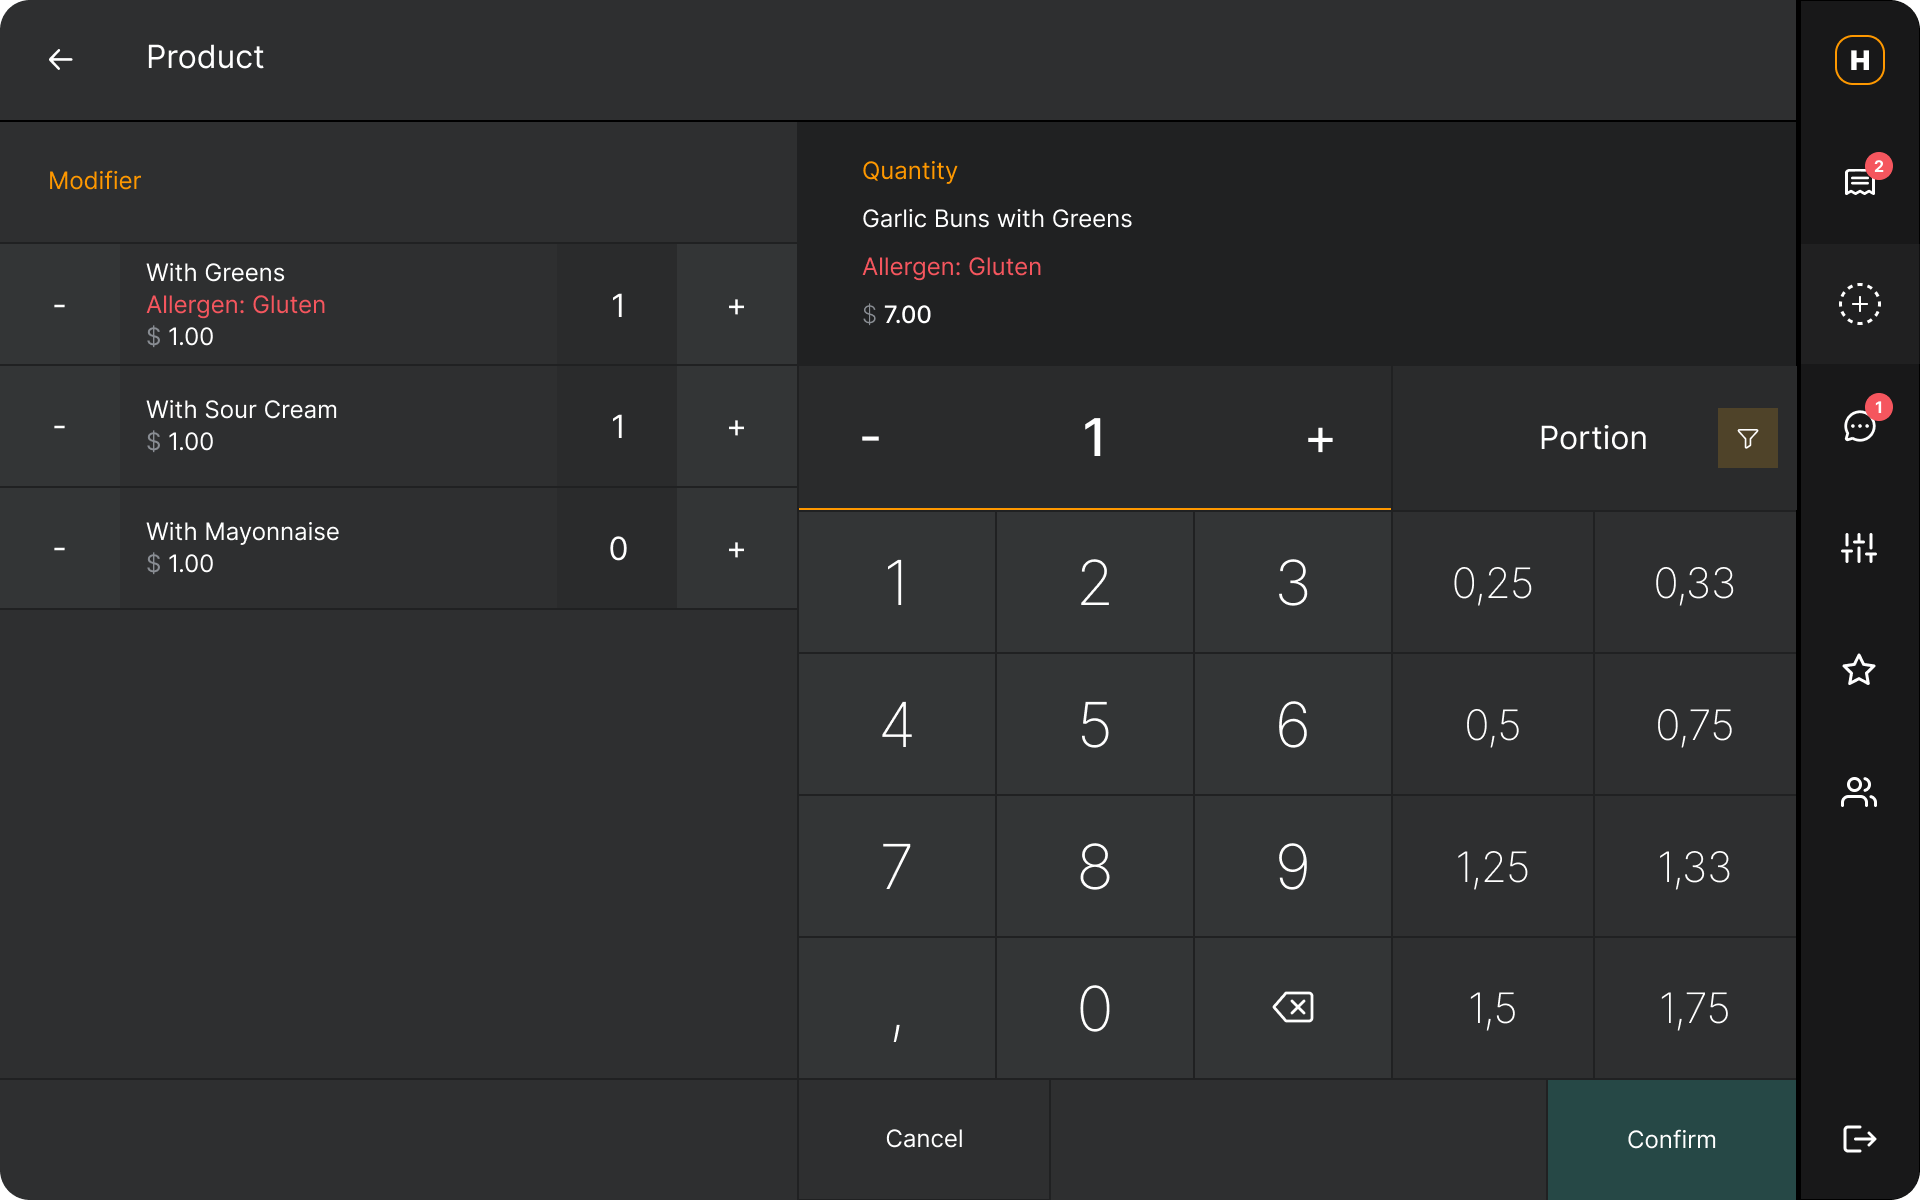 Product
H
2
1
Modifier
-
With Greens
Allergen: Gluten
$ 1.00
1
+
-
With Sour Cream
$ 1.00
1
+
-
With Mayonnaise
$ 1.00
0
+
Quantity
Garlic Buns with Greens
Allergen: Gluten
$ 7.00
- 1 + Portion
1 2 3 0,25 0,33
4 5 6 0,5 0,75
7 8 9 1,25 1,33
, 0 1,5 1,75
Cancel Confirm